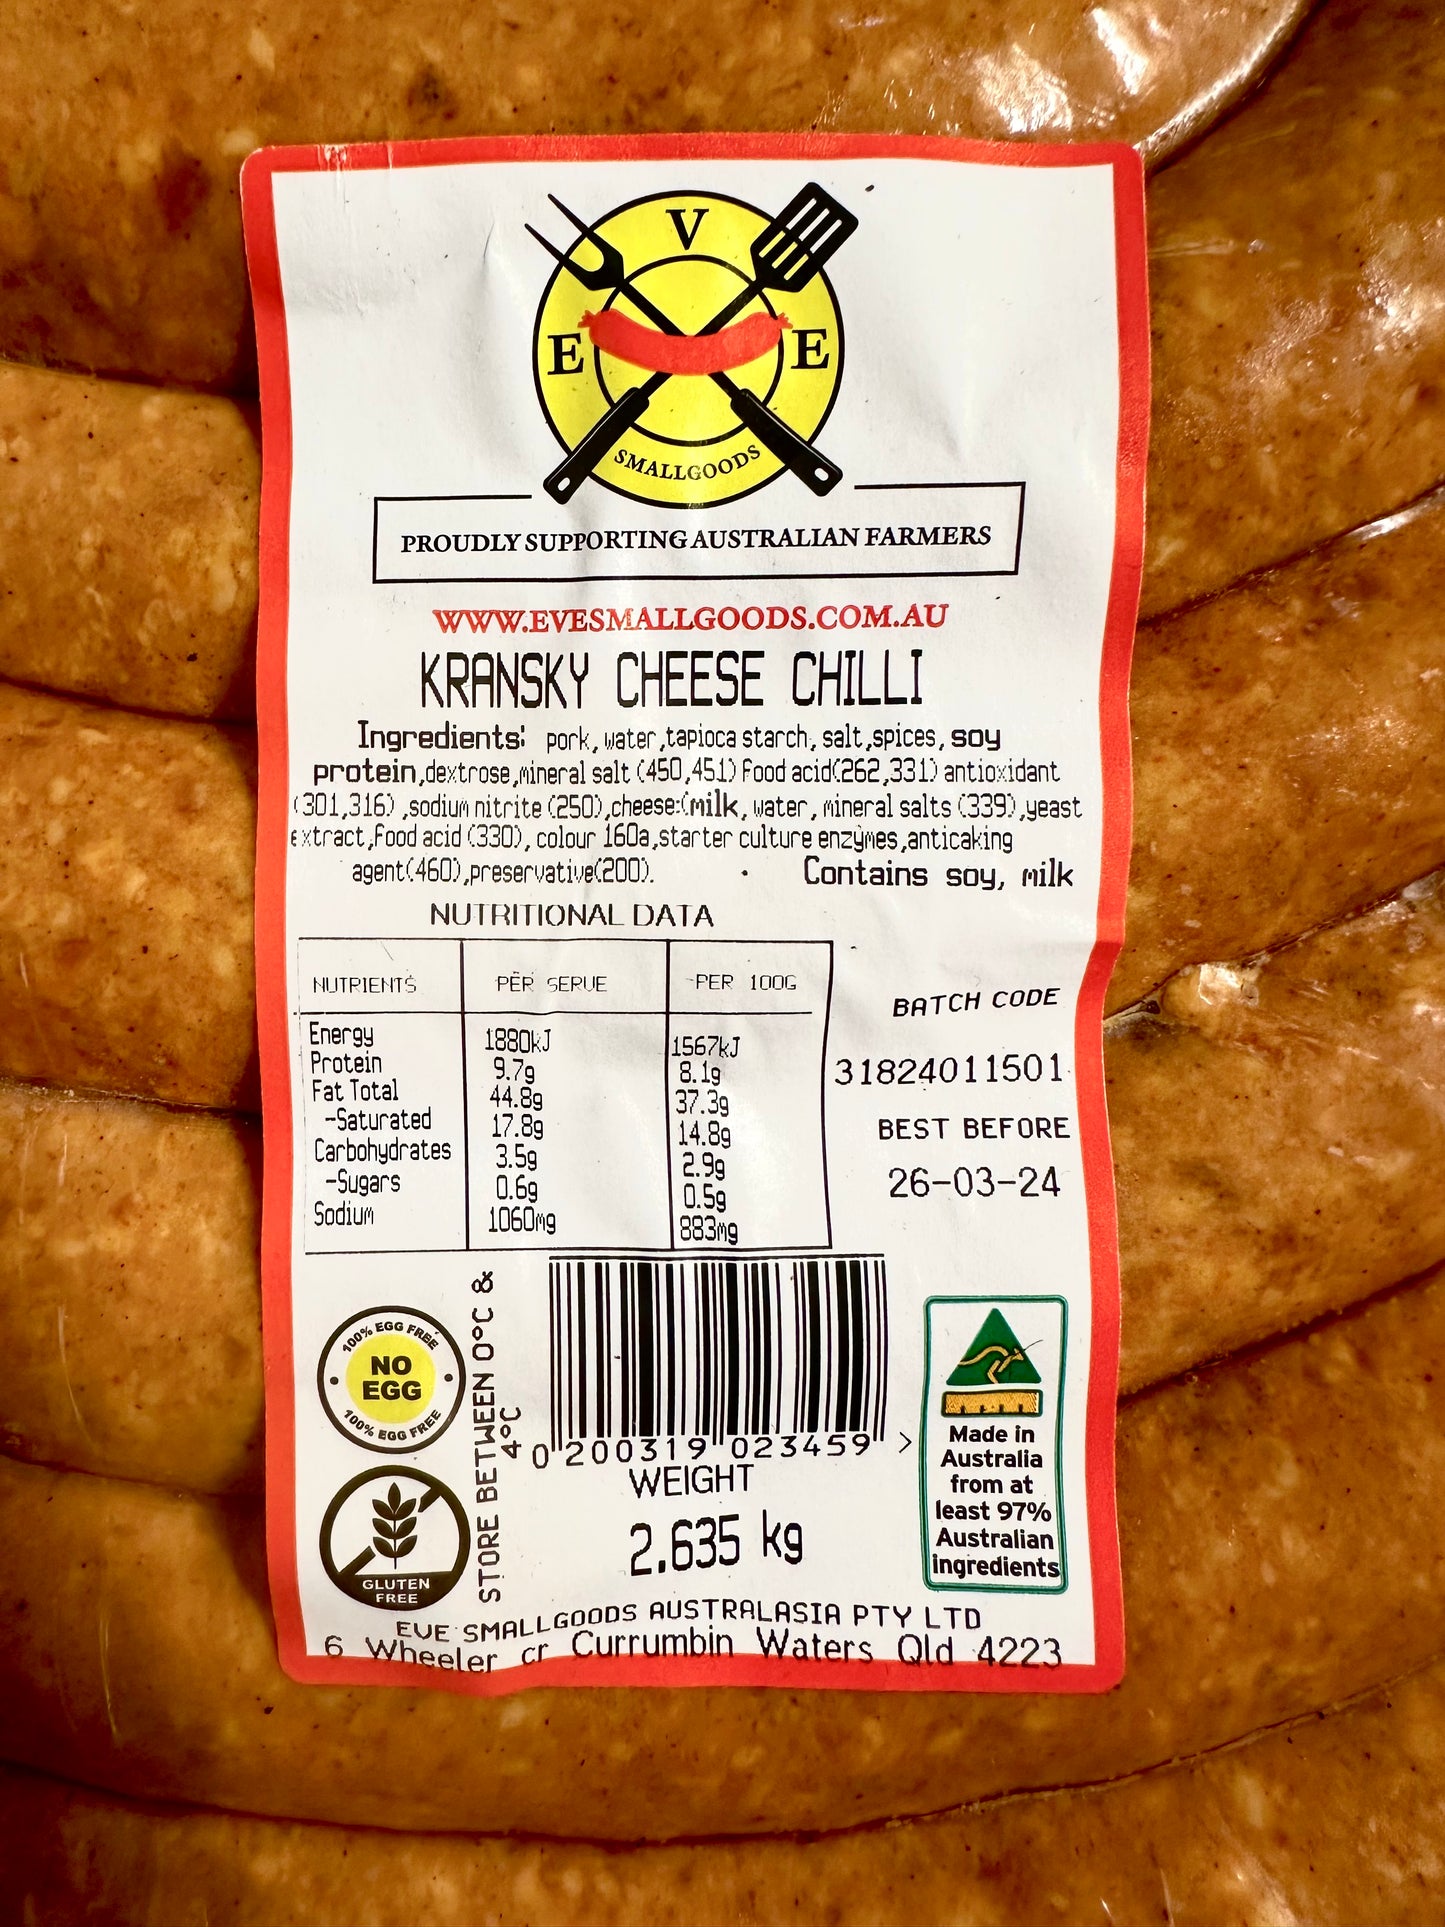 V
E E
SMALLGOODS
PROUDLY SUPPORTING AUSTRALIAN FARMERS
WWW.EVESMALLGOODS.COM.AU
KRANSKY CHEESE CHILLI
Ingredients: pork, water,tapioca starch, salt,spices, soy
protein,dextrose,mineral salt (450,451) Food acid(262,331) antioxidant
(301,316),sodium nitrite (250),cheese:(milk, water, mineral salts (339),yeast
extract,Food acid (330), colour 160a,starter culture enzymes,anticaking
agent(460),preservative(200). Contains soy, milk
NUTRITIONAL DATA
NUTRIENTS PER SERVE PER 100G
Energy 1880kJ 1567kJ
Protein 9.7g 8.1g
Fat Total 44.8g 37.3g
-Saturated 17.8g 14.8g
Carbohydrates 3.5g 2.9g
-Sugars 0.6g 0.5g
Sodium 1060mg 883mg
BATCH CODE
31824011501
BEST BEFORE
26-03-24
100% EGG FREE
NO
EGG
100% EGG FREE
GLUTEN
FREE
STORE BETWEEN 0°C &
4°C
0 200319 023459 >
WEIGHT
2.635 kg
Made in
Australia
from at
least 97%
Australian
ingredients
EVE SMALLGOODS AUSTRALASIA PTY LTD
6 Wheeler cr Currumbin Waters Qld 4223